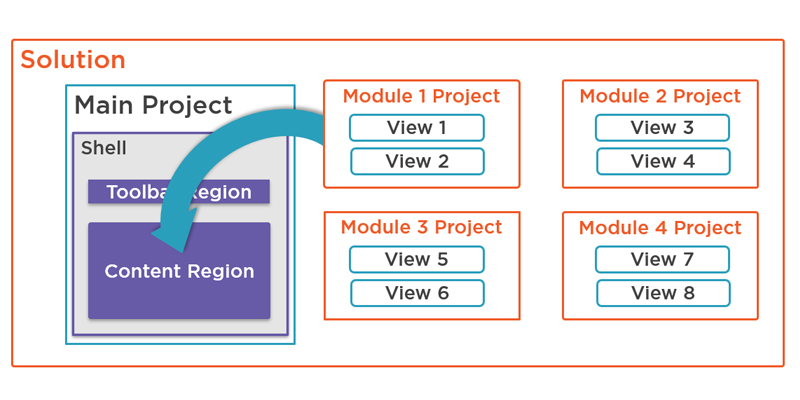 Solution
Main Project
Shell
Toolbar Region
Content Region
Module 1 Project
View 1
View 2
Module 2 Project
View 3
View 4
Module 3 Project
View 5
View 6
Module 4 Project
View 7
View 8